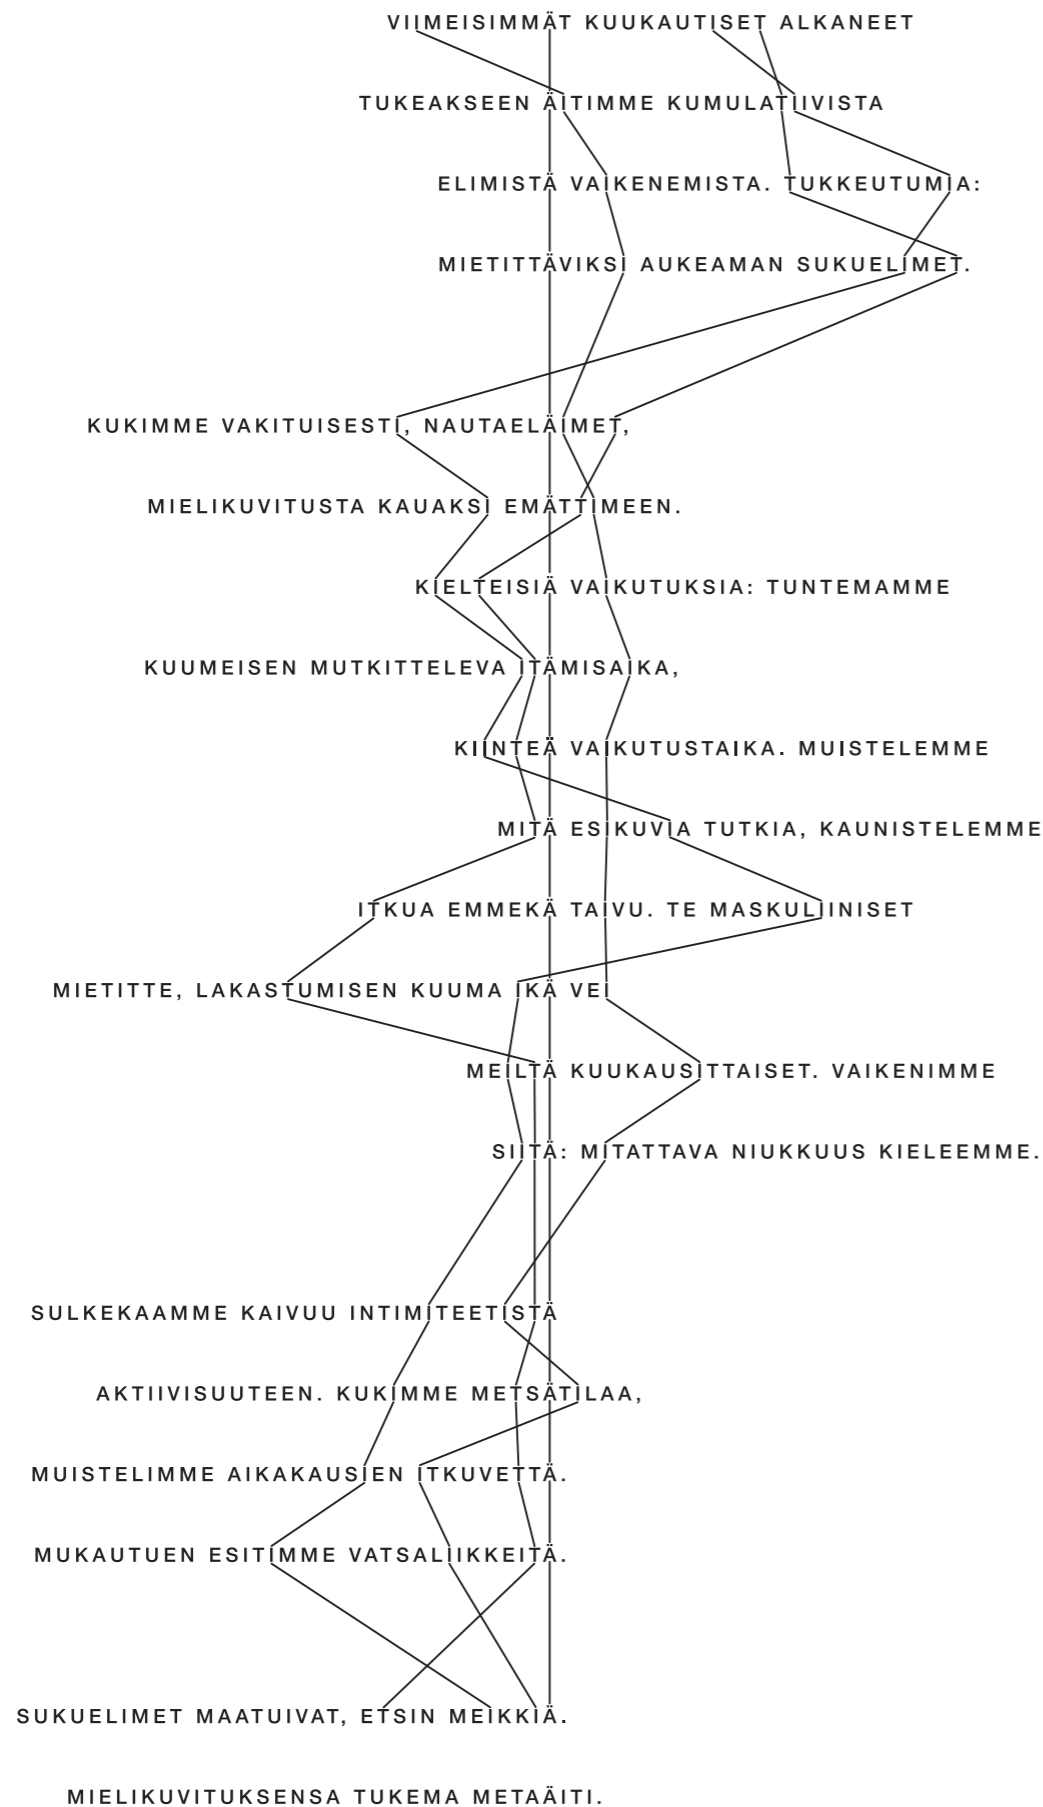 VIIMEISIMMÄT KUUKAUTISET ALKANEET
TUKEAKSEEN ÄITIMME KUMULATIIVISTA
ELIMISTÄ VAIKENEMISTA. TUKKEUTUMIA:
MIETITTÄVIKSI AUKEAMAN SUKUELIMET.
KUKIMME VAKITUISESTI, NAUTAELÄIMET,
MIELIKUVITUSTA KAUAKSI EMÄTTIMEEN.
KIELTEISIÄ VAIKUTUKSIA: TUNTEMAMME
KUUMEISEN MUTKITTELEVA ITÄMISAIKA,
KIINTEÄ VAIKUTUSTAIKA. MUISTELEMME
MITÄ ESIKUVIA TUTKIA, KAUNISTELEMME
ITKUA EMMEKÄ TAIVU. TE MASKULIINISET
MIETITTE, LAKASTUMISEN KUUMA IKÄ VEI
MEILTÄ KUUKAUSITTAISET. VAIKENIMME
SIITÄ: MITATTAVA NIUKKUUS KIELEEMME.
SULKEKAAMME KAIVUU INTIMITEETISTÄ
AKTIIVISUUTEEN. KUKIMME METSÄTILAA,
MUISTELIMME AIKAKAUSIEN ITKUVETTÄ.
MUKAUTUEN ESITIMME VATSALIIKKEITÄ.
SUKUELIMET MAATUIVAT, ETSIN MEIKKIÄ.
MIELIKUVITUKSENSA TUKEMA METAÄITI.